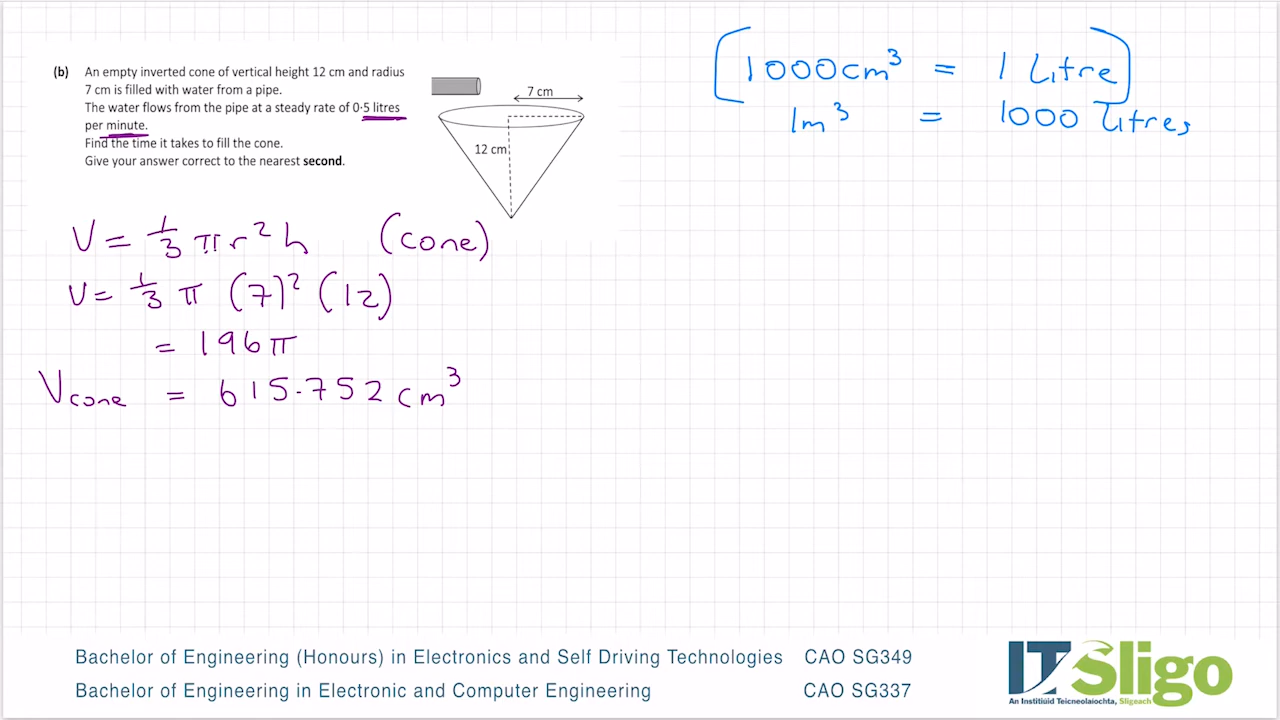 (b) An empty inverted cone of vertical height 12 cm and radius
7 cm is filled with water from a pipe.
The water flows from the pipe at a steady rate of 0·5 litres
per minute.
Find the time it takes to fill the cone.
Give your answer correct to the nearest second.
7 cm
12 cm
[1000cm³ = 1 Litre]
1m³ = 1000 Litres
V = 1/3 πr²h (cone)
V = 1/3 π (7)² (12)
= 196π
Vcone = 615.752 cm³
Bachelor of Engineering (Honours) in Electronics and Self Driving Technologies CAO SG349
Bachelor of Engineering in Electronic and Computer Engineering CAO SG337
IT Sligo
An Institiúid Teicneolaíochta, Sligeach